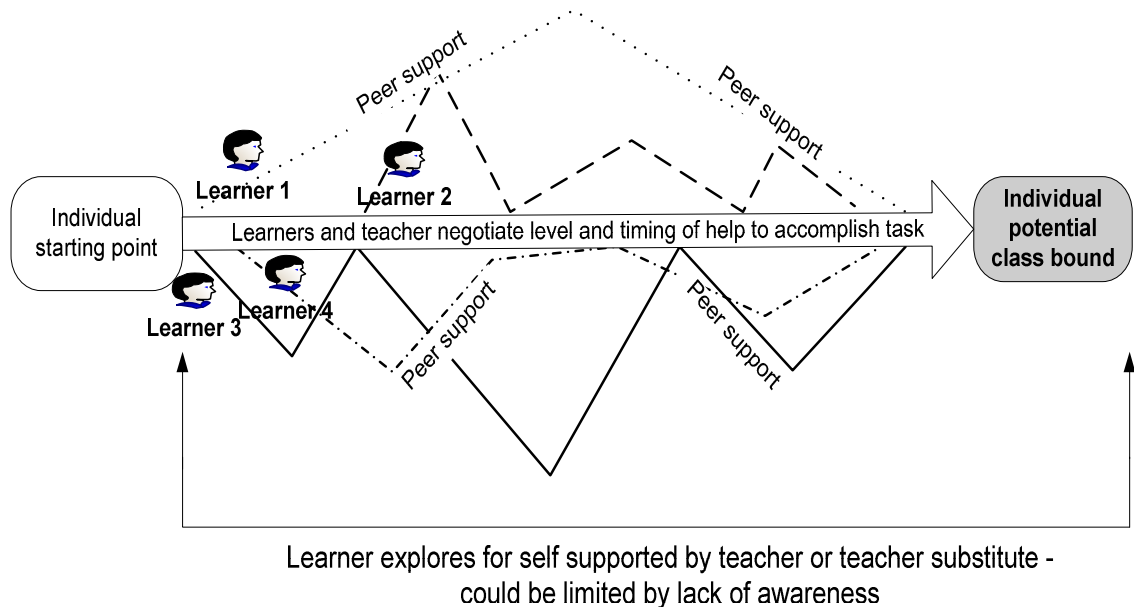 Peer support
Peer support
Learner 1
Learner 2
Individual
starting point
Learners and teacher negotiate level and timing of help to accomplish task
Individual
potential
class bound
Learner 3
Learner 4
Peer support
Peer support
Learner explores for self supported by teacher or teacher substitute -
could be limited by lack of awareness